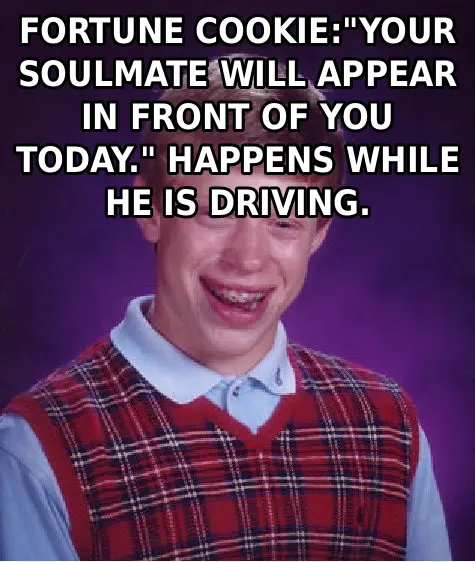 FORTUNE COOKIE:"YOUR
SOULMATE WILL APPEAR
IN FRONT OF YOU
TODAY." HAPPENS WHILE
HE IS DRIVING.